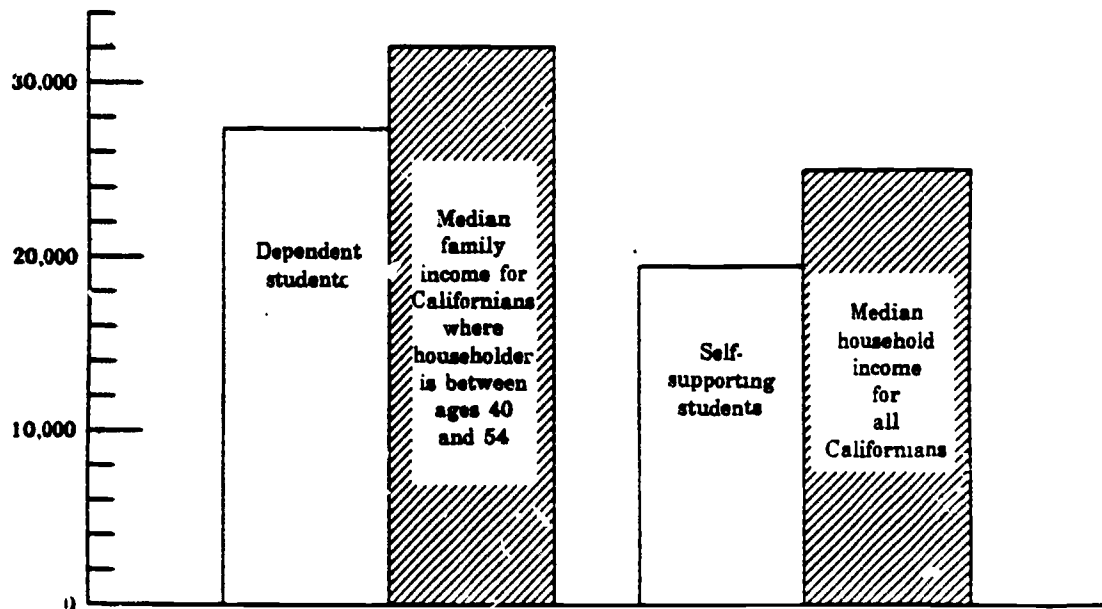 30,000
20,000
10,000
0
Dependent
students
Median
family
income for
Californians
where
householder
is between
ages 40
and 54
Self-
supporting
students
Median
household
income
for
all
Californians